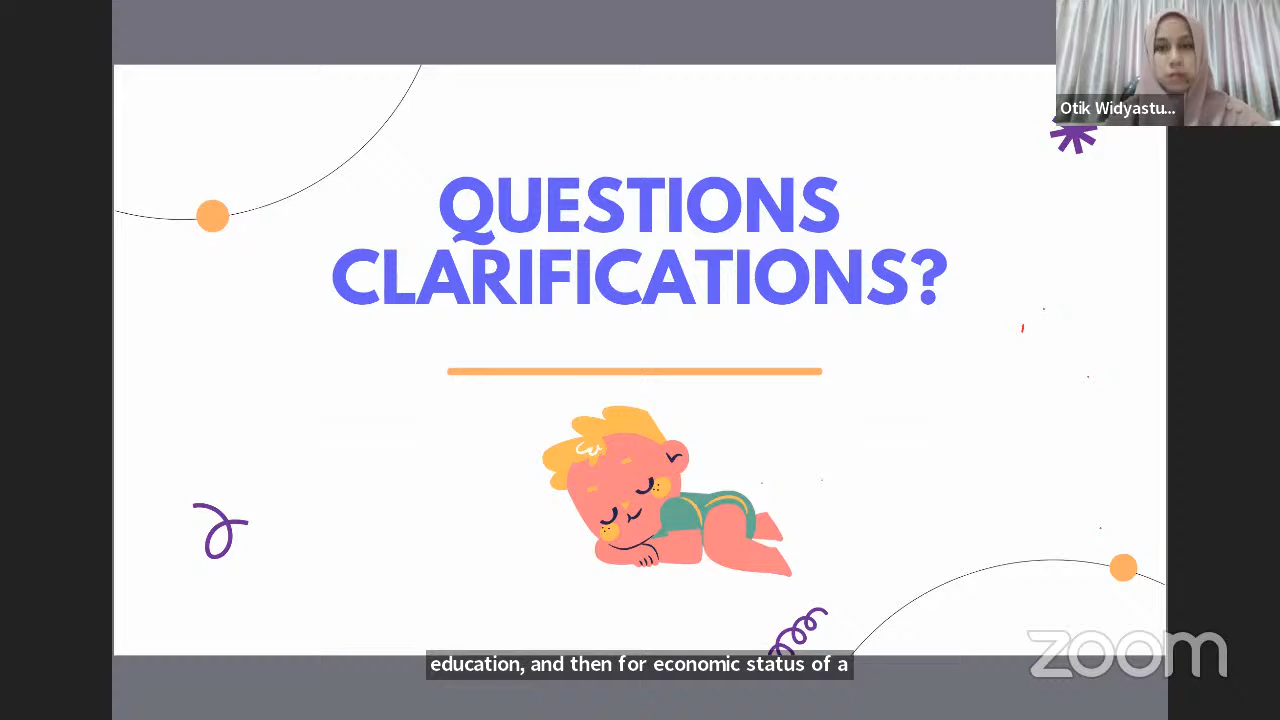 Otik Widyastu...
QUESTIONS
CLARIFICATIONS?
education, and then for economic status of a
zoom